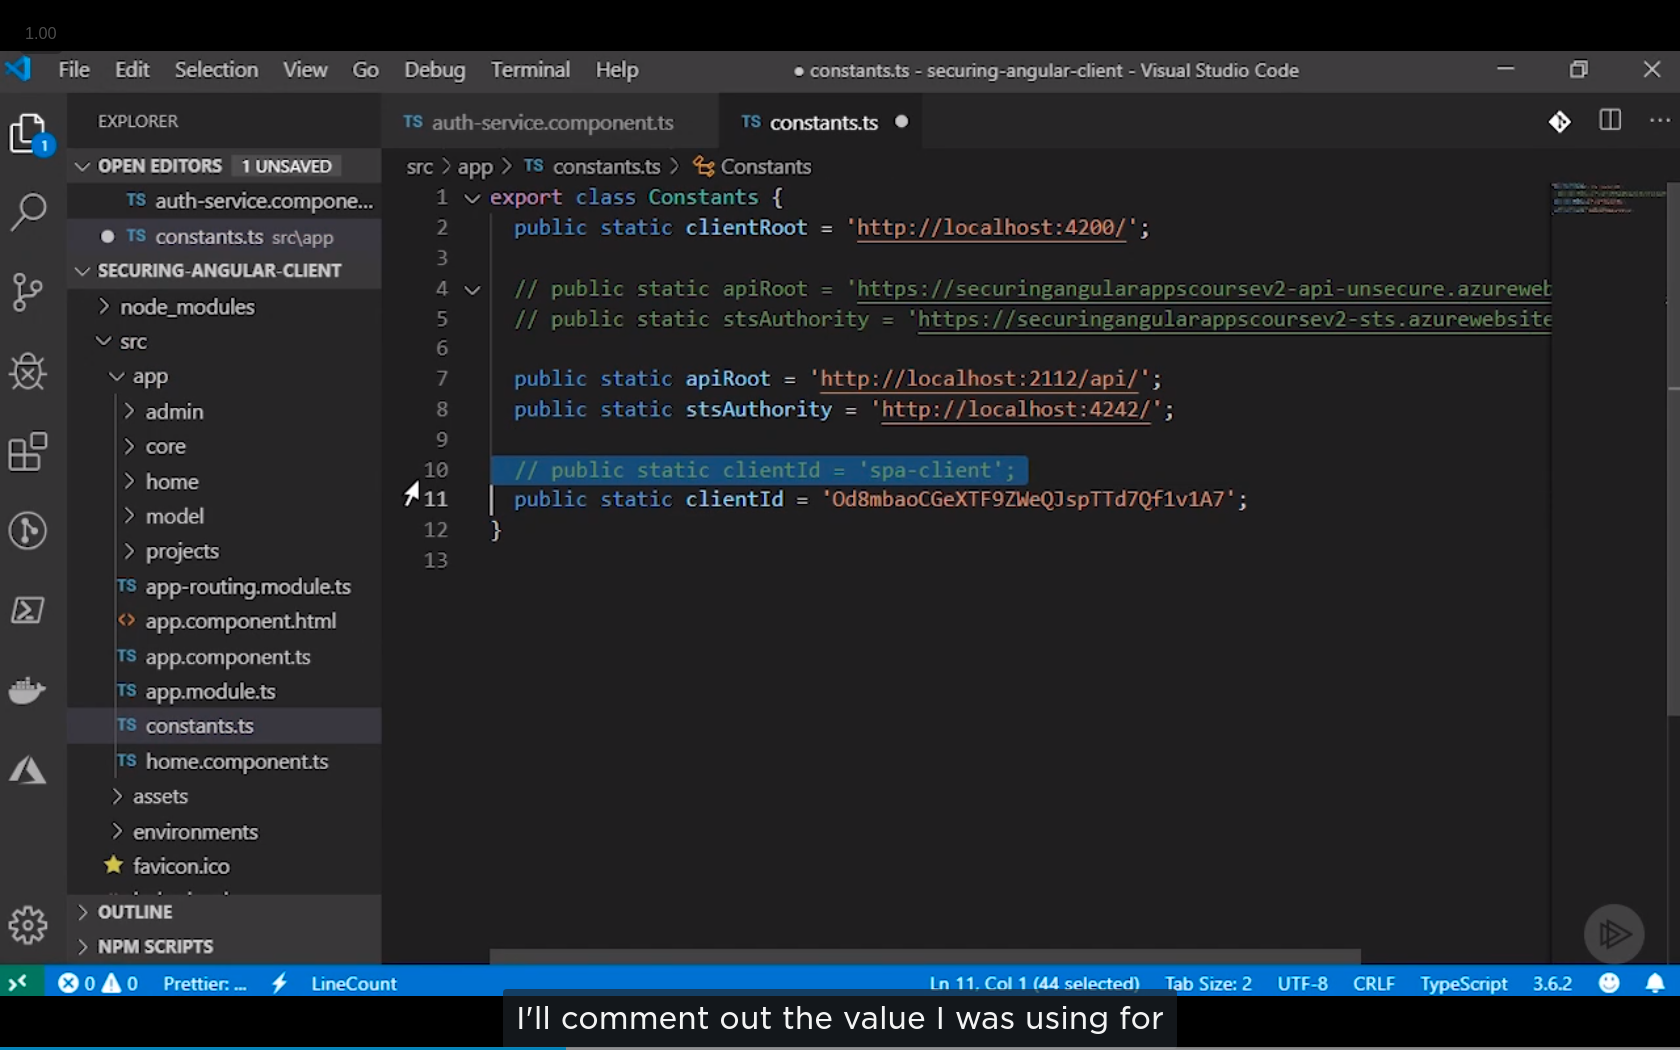 1.00
File Edit Selection View Go Debug Terminal Help
● constants.ts - securing-angular-client - Visual Studio Code
EXPLORER
OPEN EDITORS 1 UNSAVED
TS auth-service.compone...
● TS constants.ts src\app
SECURING-ANGULAR-CLIENT
node_modules
src
app
admin
core
home
model
projects
TS app-routing.module.ts
<> app.component.html
TS app.component.ts
TS app.module.ts
TS constants.ts
TS home.component.ts
assets
environments
favicon.ico
OUTLINE
NPM SCRIPTS
1
TS auth-service.component.ts
TS constants.ts ●
src > app > TS constants.ts > Constants
1 export class Constants {
2 public static clientRoot = 'http://localhost:4200/';
3
4 // public static apiRoot = 'https://securingangularappscoursev2-api-unsecure.azureweb
5 // public static stsAuthority = 'https://securingangularappscoursev2-sts.azurewebsite
6
7 public static apiRoot = 'http://localhost:2112/api/';
8 public static stsAuthority = 'http://localhost:4242/';
9
10 // public static clientId = 'spa-client';
11 public static clientId = 'Od8mbaoCGeXTF9ZWeQJspTTd7Qf1v1A7';
12 }
13
0 0 Prettier: ... LineCount Ln 11, Col 1 (44 selected) Tab Size: 2 UTF-8 CRLF TypeScript 3.6.2
I'll comment out the value I was using for